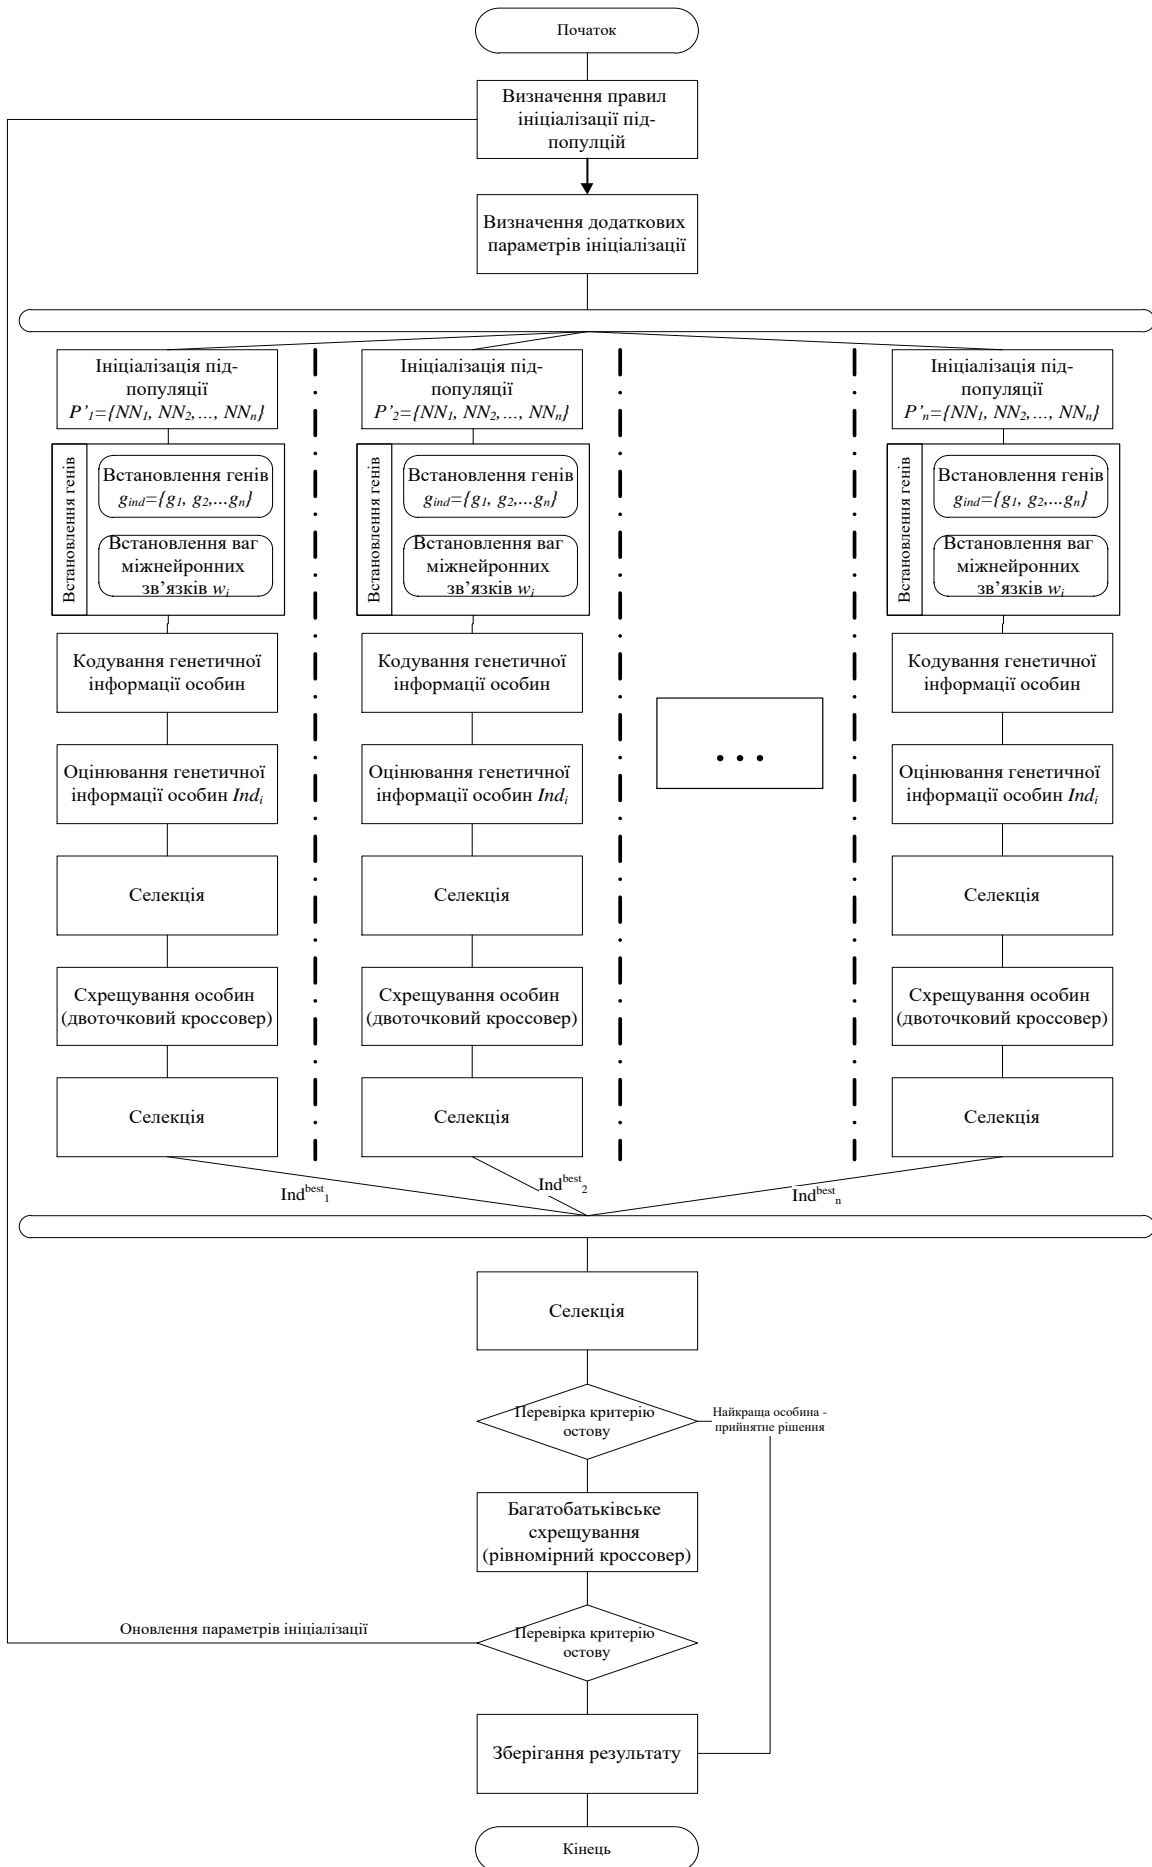 Початок
Визначення правил
ініціалізації під-
популцій
Визначення додаткових
параметрів ініціалізації
Ініціалізація під-
популяції
P’1={NN1, NN2,…, NNn}
Встановлення генів
Встановлення генів
gind={g1, g2,...gn}
Встановлення ваг
міжнейронних
зв’язків wi
Кодування генетичної
інформації особин
Оцінювання генетичної
інформації особин Indi
Селекція
Схрещування особин
(двоточковий кроссовер)
Селекція
Ініціалізація під-
популяції
P’2={NN1, NN2,…, NNn}
Встановлення генів
Встановлення генів
gind={g1, g2,...gn}
Встановлення ваг
міжнейронних
зв’язків wi
Кодування генетичної
інформації особин
Оцінювання генетичної
інформації особин Indi
Селекція
Схрещування особин
(двоточковий кроссовер)
Селекція
...
Ініціалізація під-
популяції
P’n={NN1, NN2,…, NNn}
Встановлення генів
Встановлення генів
gind={g1, g2,...gn}
Встановлення ваг
міжнейронних
зв’язків wi
Кодування генетичної
інформації особин
Оцінювання генетичної
інформації особин Indi
Селекція
Схрещування особин
(двоточковий кроссовер)
Селекція
Indbest1
Indbest2
Indbestn
Селекція
Перевірка критерію
остову
Найкраща особина -
прийнятне рішення
Багатобатьківське
схрещування
(рівномірний кроссовер)
Оновлення параметрів ініціалізації
Перевірка критерію
остову
Зберігання результату
Кінець